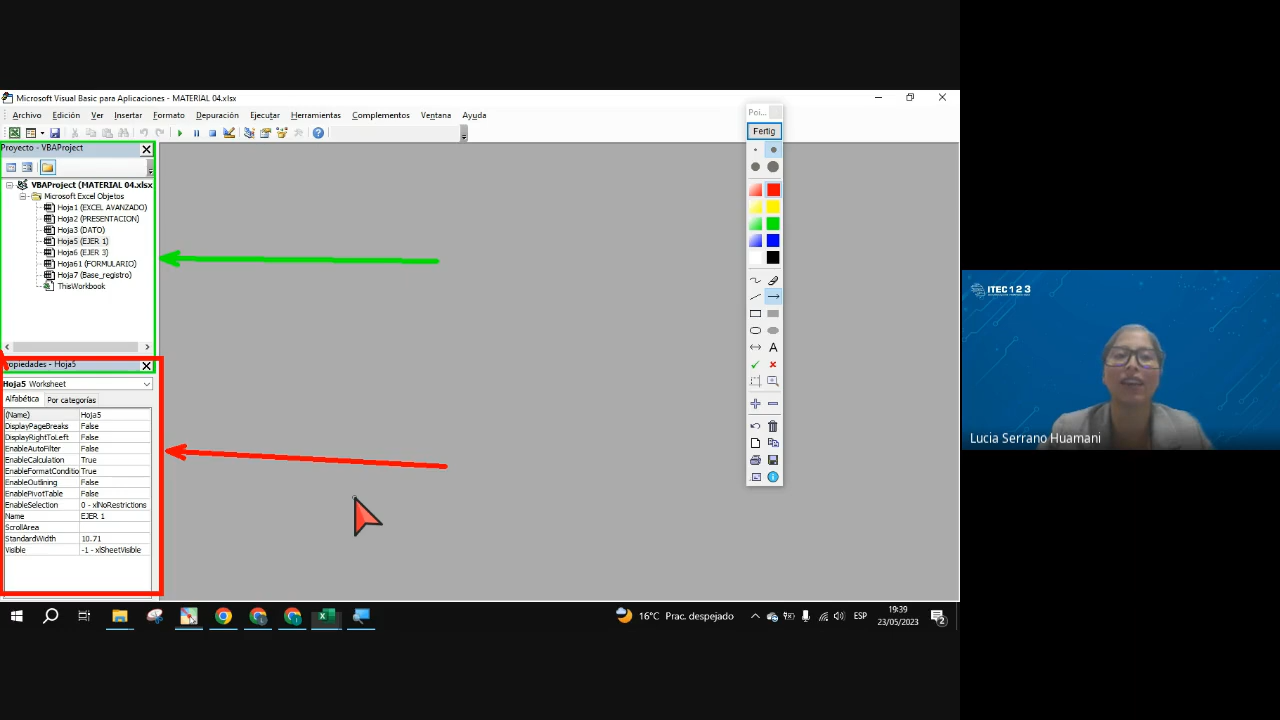 Microsoft Visual Basic para Aplicaciones - MATERIAL 04.xlsx
Archivo Edición Ver Insertar Formato Depuración Ejecutar Herramientas Complementos Ventana Ayuda
Proyecto - VBAProject
VBAProject (MATERIAL 04.xlsx
Microsoft Excel Objetos
Hoja1 (EXCEL AVANZADO)
Hoja2 (PRESENTACION)
Hoja3 (DATO)
Hoja5 (EJER 1)
Hoja6 (EJER 3)
Hoja61 (FORMULARIO)
Hoja7 (Base_registro)
ThisWorkbook
ropiedades - Hoja5
Hoja5 Worksheet
Alfabética Por categorías
(Name) Hoja5
DisplayPageBreaks False
DisplayRightToLeft False
EnableAutoFilter False
EnableCalculation True
EnableFormatConditio True
EnableOutlining False
EnablePivotTable False
EnableSelection 0 - xlNoRestrictions
Name EJER 1
ScrollArea
StandardWidth 10.71
Visible -1 - xlSheetVisible
Poi...
Fertig
A
ITEC 1 2 3
Lucia Serrano Huamani
16°C Prac. despejado
ESP
19:39
23/05/2023
2